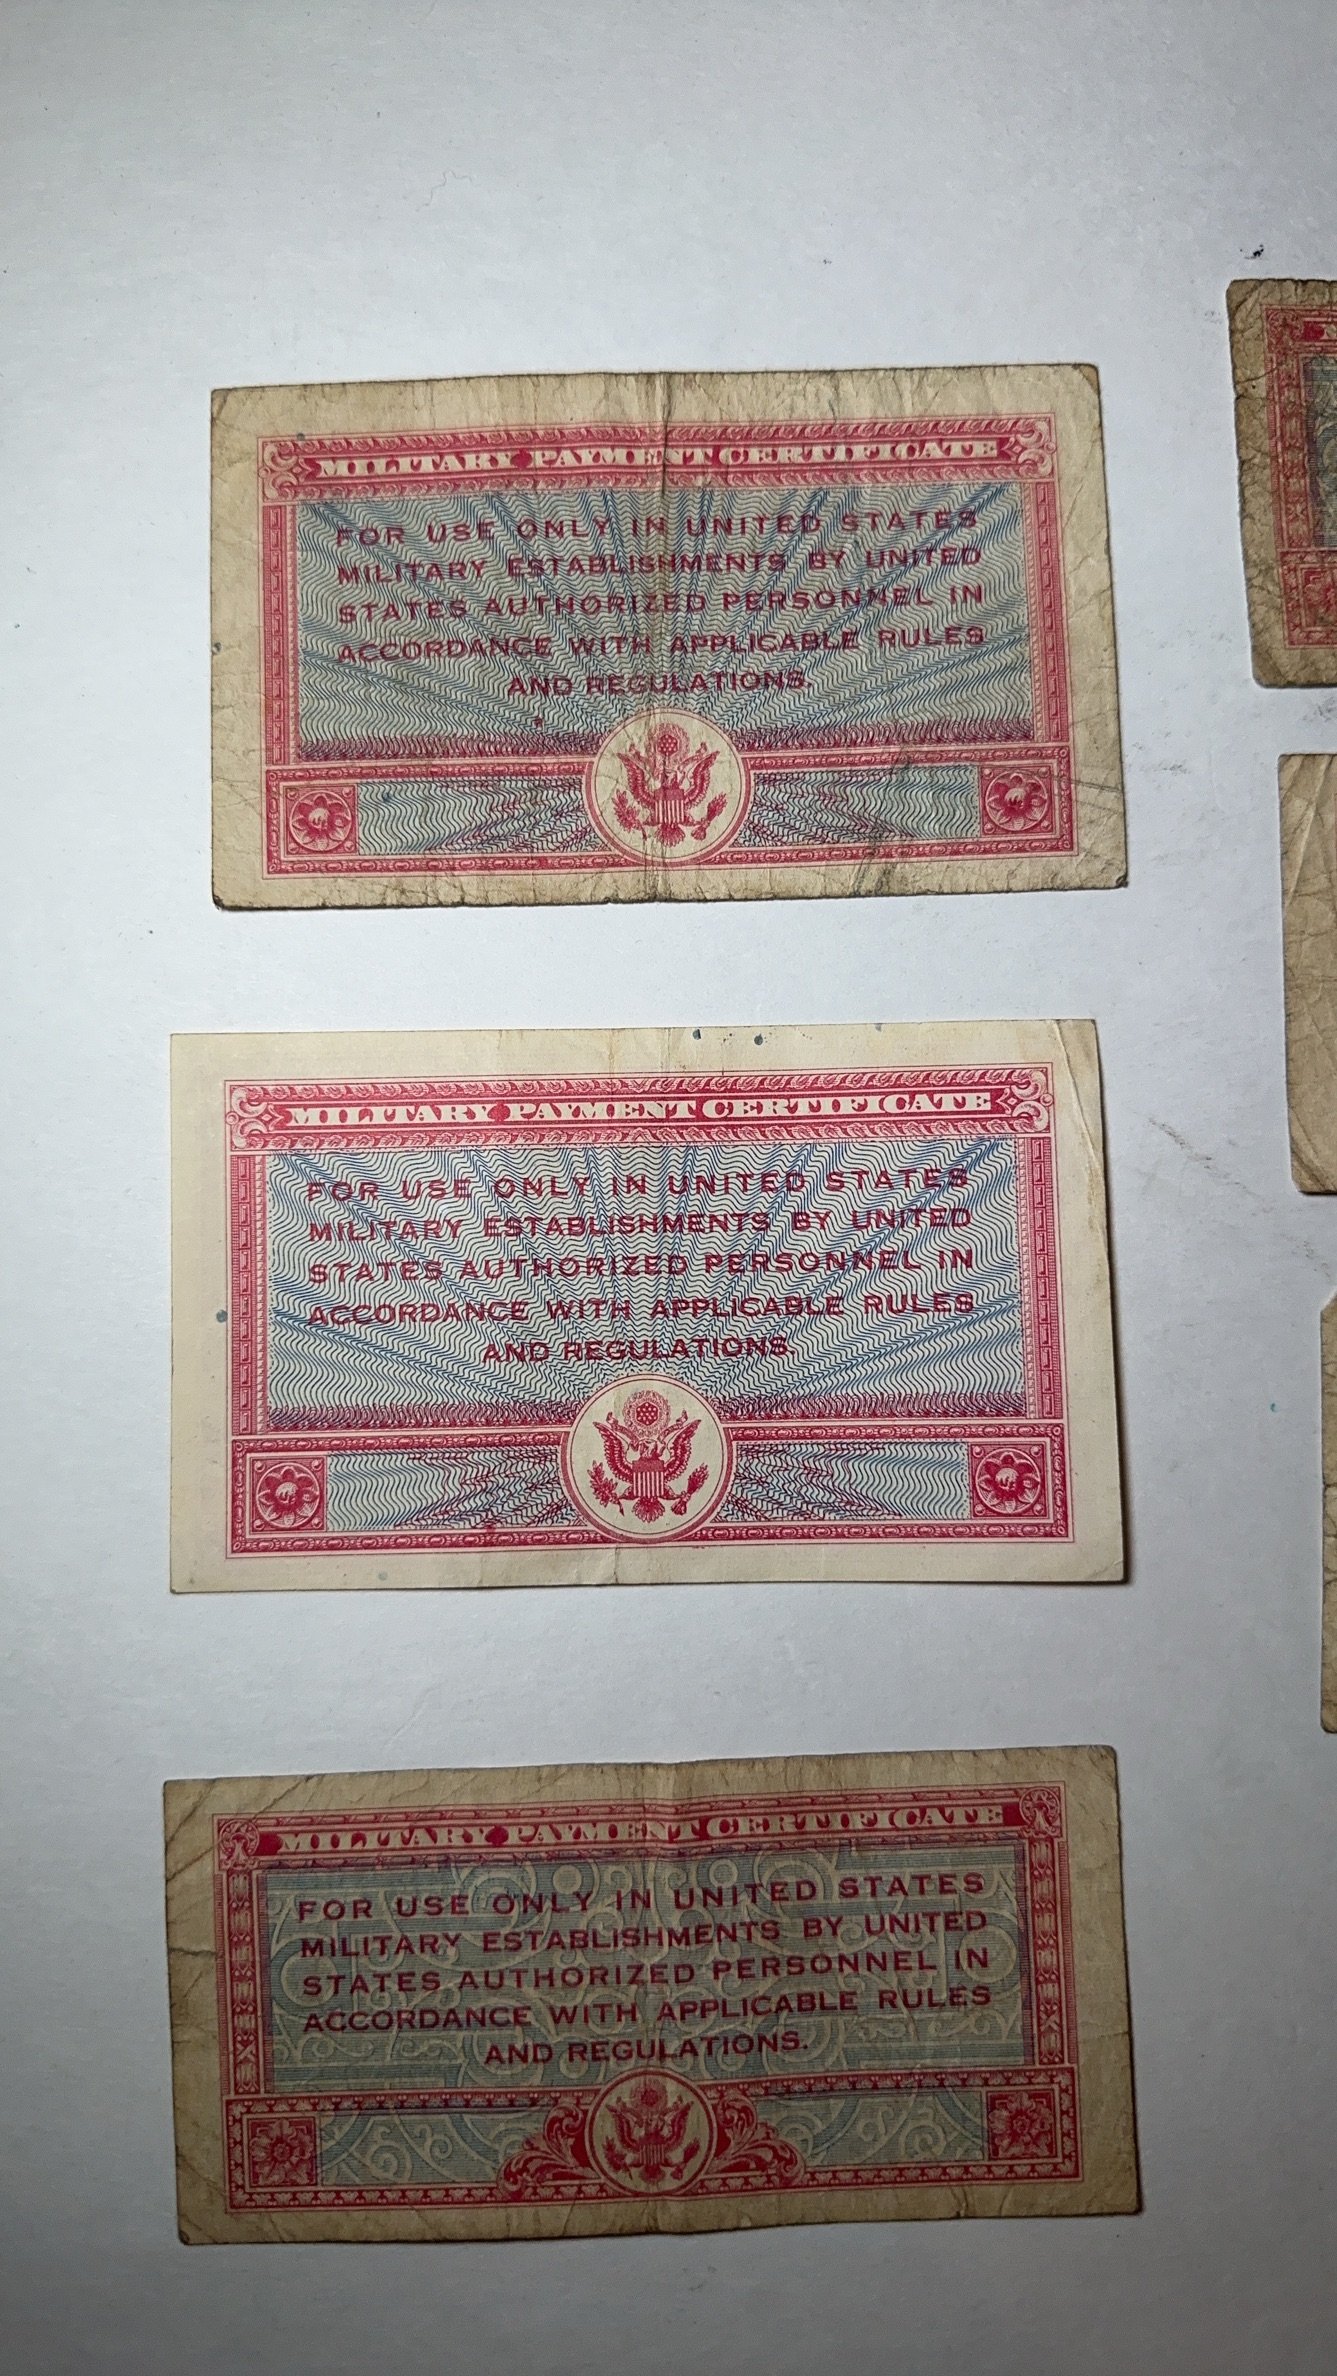 MILITARY PAYMENT CERTIFICATE
FOR USE ONLY IN UNITED STATES
MILITARY ESTABLISHMENTS BY UNITED
STATES AUTHORIZED PERSONNEL IN
ACCORDANCE WITH APPLICABLE RULES
AND REGULATIONS.
MILITARY PAYMENT CERTIFICATE
FOR USE ONLY IN UNITED STATES
MILITARY ESTABLISHMENTS BY UNITED
STATES AUTHORIZED PERSONNEL IN
ACCORDANCE WITH APPLICABLE RULES
AND REGULATIONS
MILITARY PAYMENT CERTIFICATE
FOR USE ONLY IN UNITED STATES
MILITARY ESTABLISHMENTS BY UNITED
STATES AUTHORIZED PERSONNEL IN
ACCORDANCE WITH APPLICABLE RULES
AND REGULATIONS.